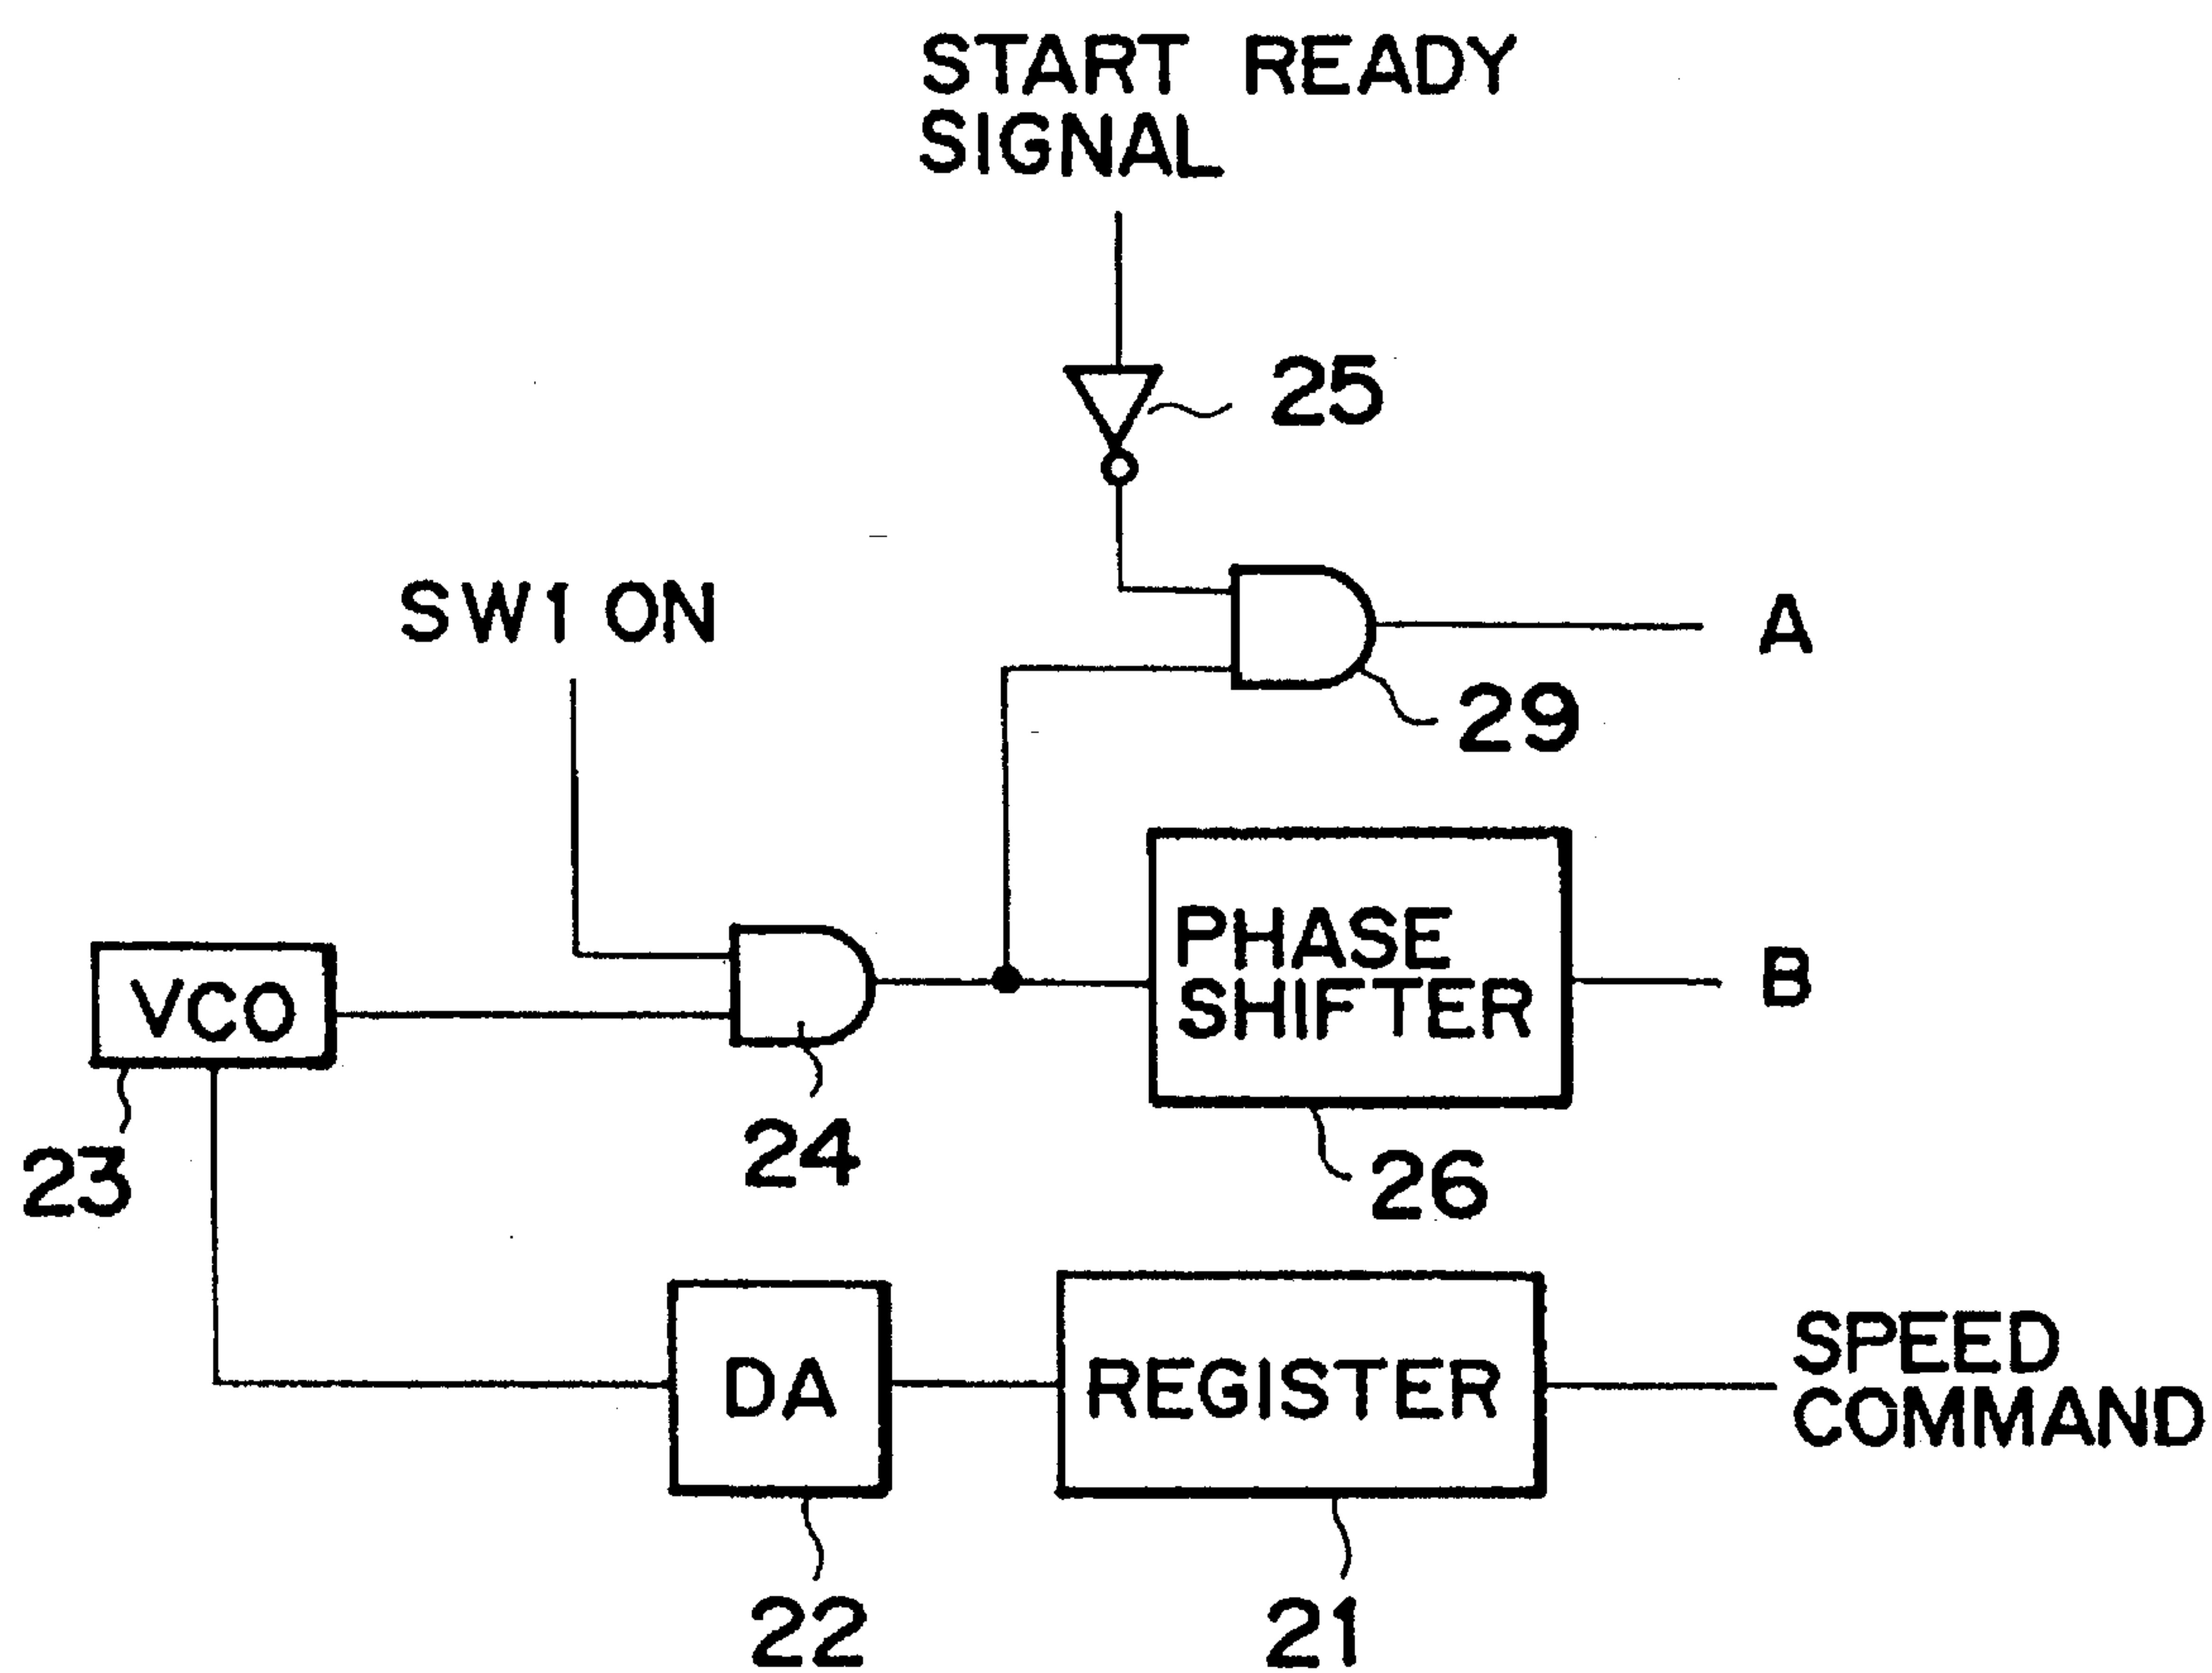 START READY
SIGNAL
25
SW1 ON
A
29
PHASE
SHIFTER
B
VCO
24
23
26
DA
REGISTER
SPEED
COMMAND
22
21